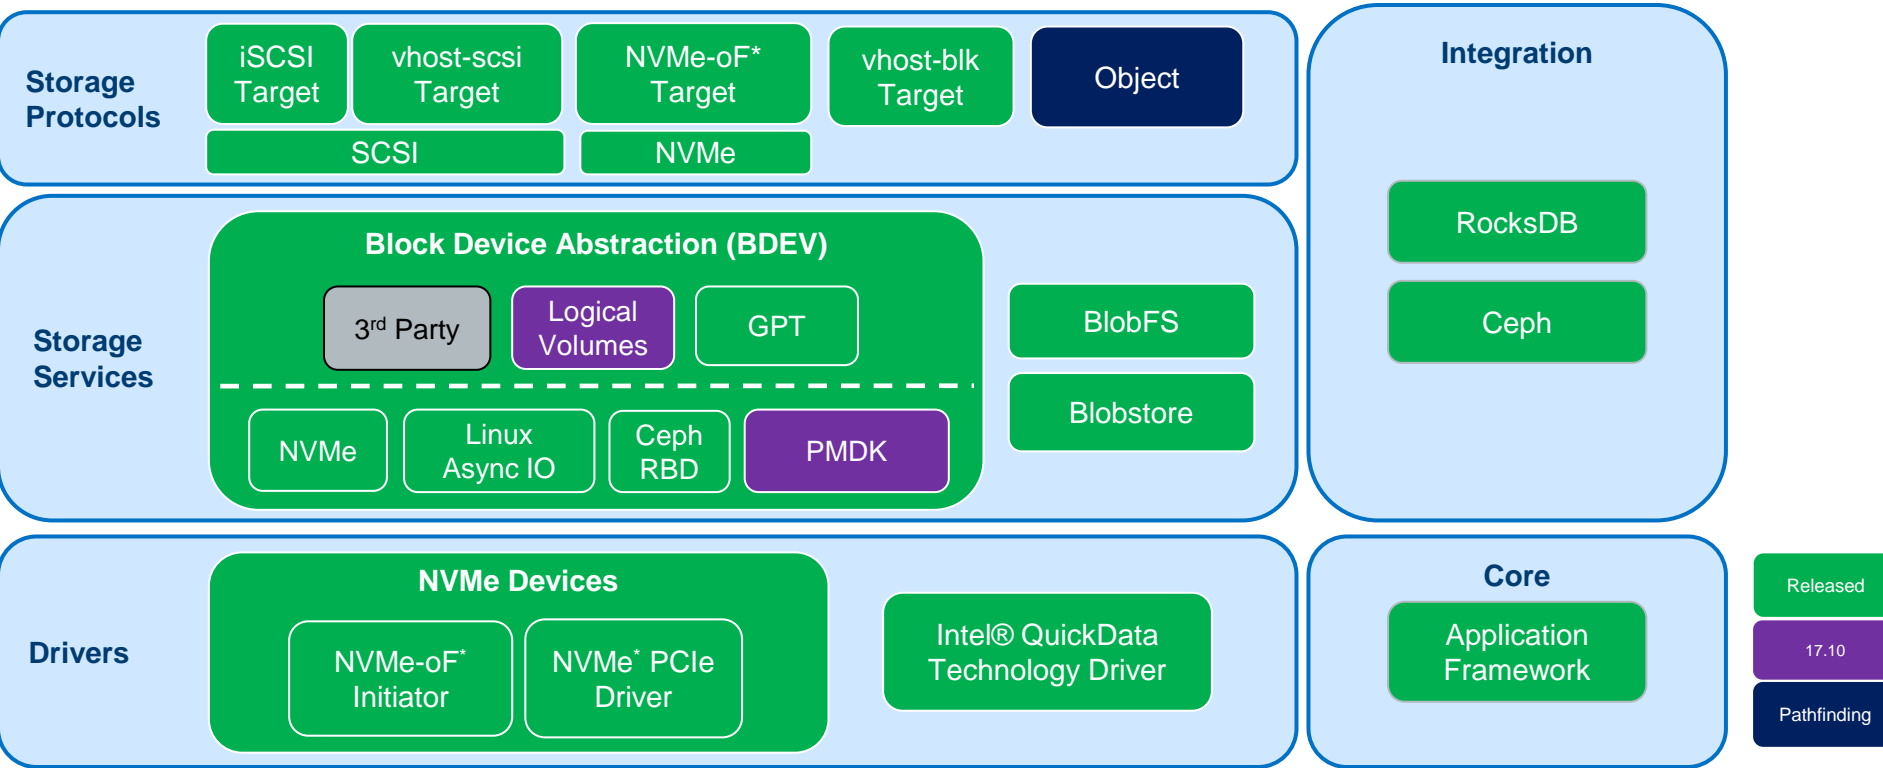 Storage
Protocols
iSCSI
Target
vhost-scsi
Target
NVMe-oF*
Target
vhost-blk
Target
Object
SCSI
NVMe
Integration
RocksDB
Ceph
Storage
Services
Block Device Abstraction (BDEV)
3rd Party
Logical
Volumes
GPT
NVMe
Linux
Async IO
Ceph
RBD
PMDK
BlobFS
Blobstore
Drivers
NVMe Devices
NVMe-oF*
Initiator
NVMe* PCIe
Driver
Intel® QuickData
Technology Driver
Core
Application
Framework
Released
17.10
Pathfinding